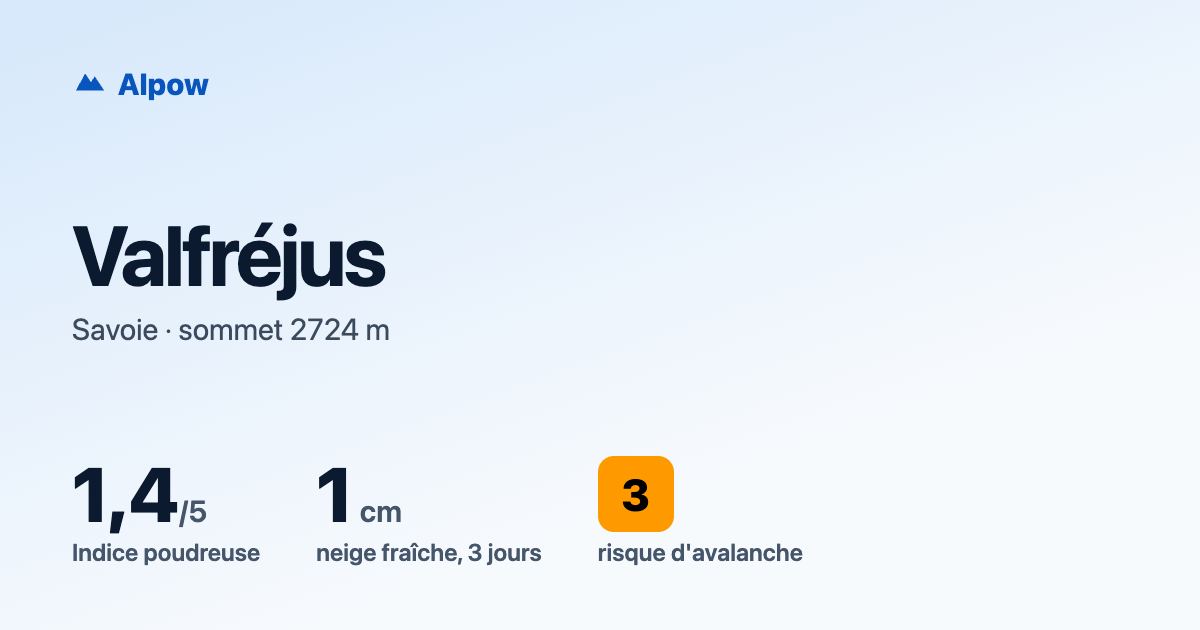 Alpow
Valfréjus
Savoie · sommet 2724 m
1,4/5
Indice poudreuse
1 cm
neige fraîche, 3 jours
3
risque d'avalanche